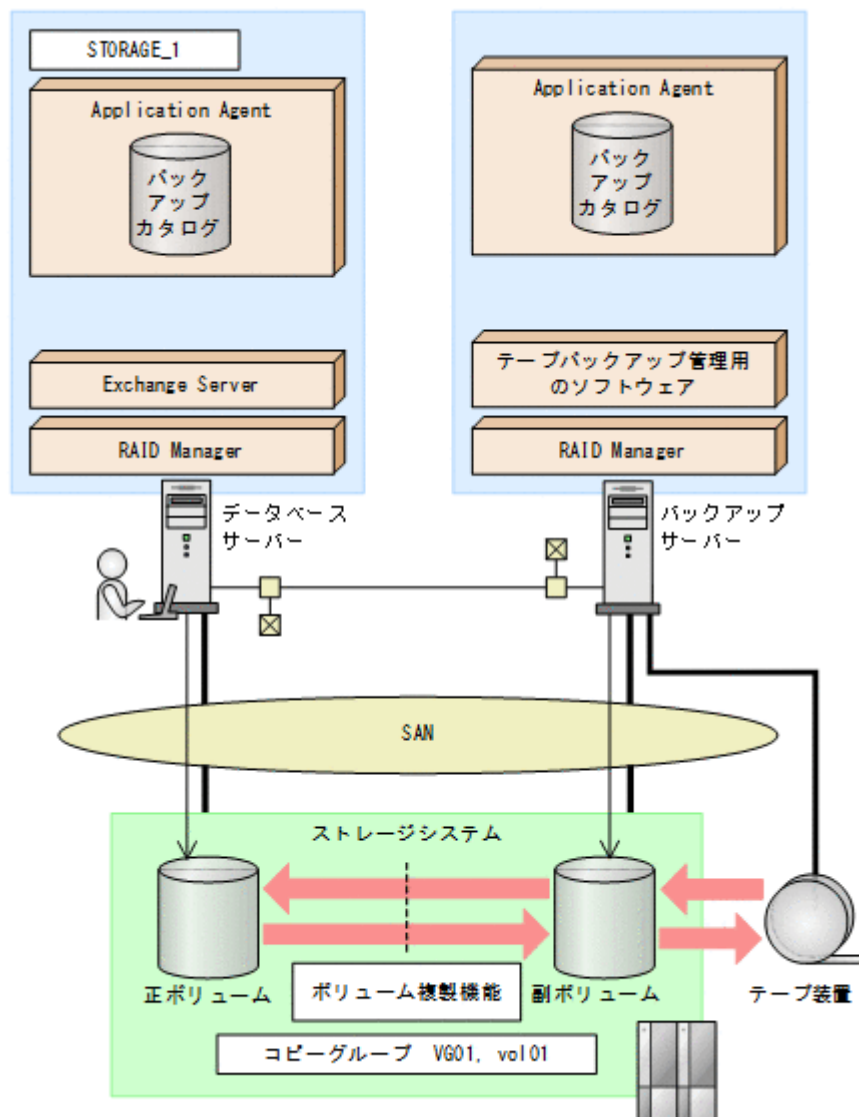 STORAGE_1
Application Agent
バック
アップ
カタログ
Exchange Server
RAID Manager
Application Agent
バック
アップ
カタログ
テープバックアップ管理用
のソフトウェア
RAID Manager
データベース
サーバー
バックアップ
サーバー
SAN
ストレージシステム
正ボリューム
ボリューム複製機能
副ボリューム
テープ装置
コピーグループ VG01, vol01